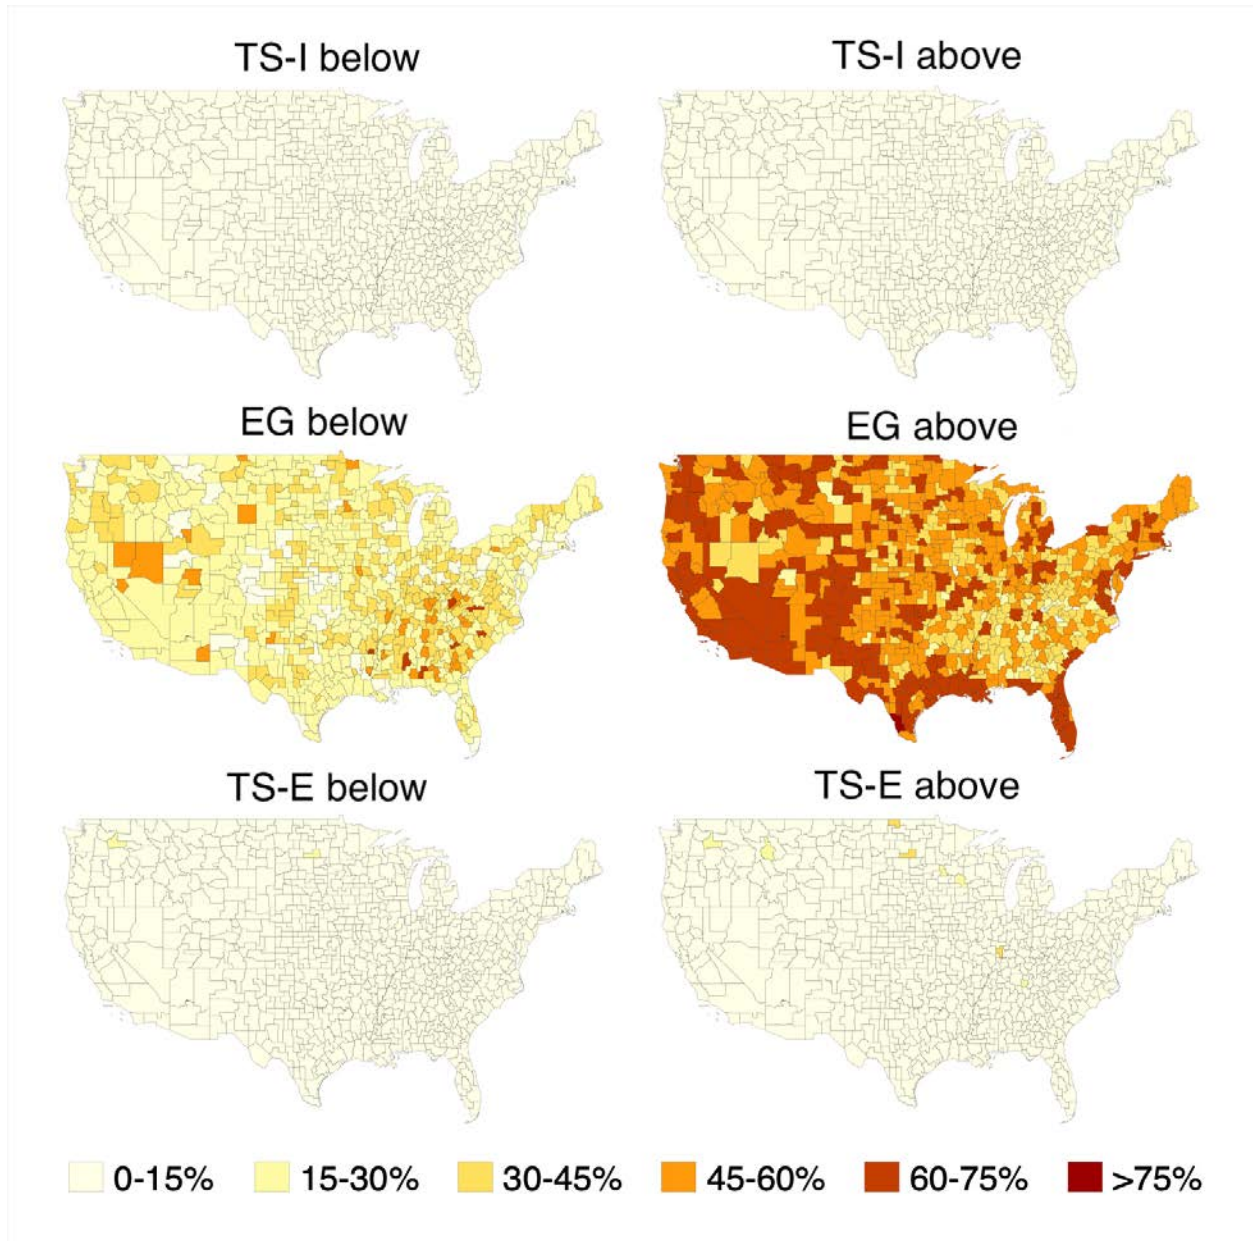 TS-I below
TS-I above
EG below
EG above
TS-E below
TS-E above
0-15%
15-30%
30-45%
45-60%
60-75%
>75%